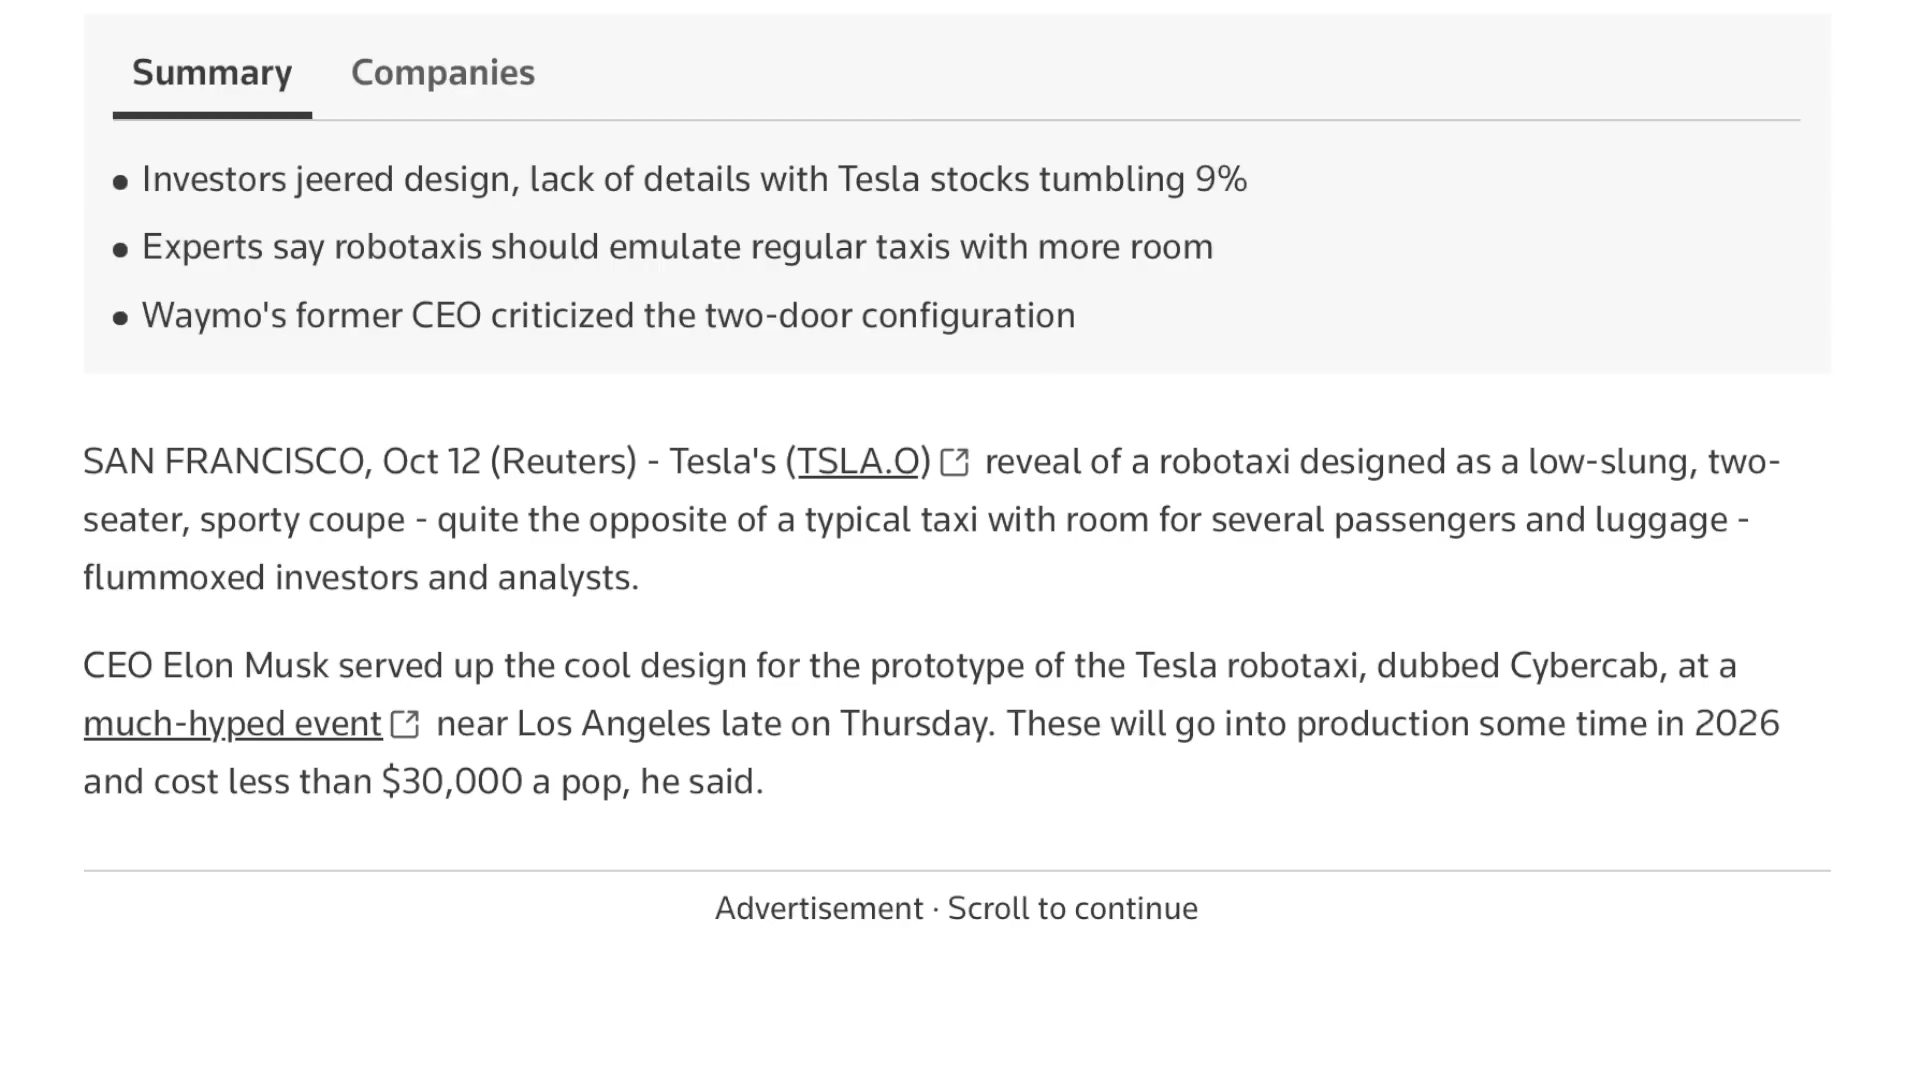 Summary Companies
● Investors jeered design, lack of details with Tesla stocks tumbling 9%
● Experts say robotaxis should emulate regular taxis with more room
● Waymo's former CEO criticized the two-door configuration
SAN FRANCISCO, Oct 12 (Reuters) - Tesla's (TSLA.O) reveal of a robotaxi designed as a low-slung, two-
seater, sporty coupe - quite the opposite of a typical taxi with room for several passengers and luggage -
flummoxed investors and analysts.
CEO Elon Musk served up the cool design for the prototype of the Tesla robotaxi, dubbed Cybercab, at a
much-hyped event near Los Angeles late on Thursday. These will go into production some time in 2026
and cost less than $30,000 a pop, he said.
Advertisement · Scroll to continue